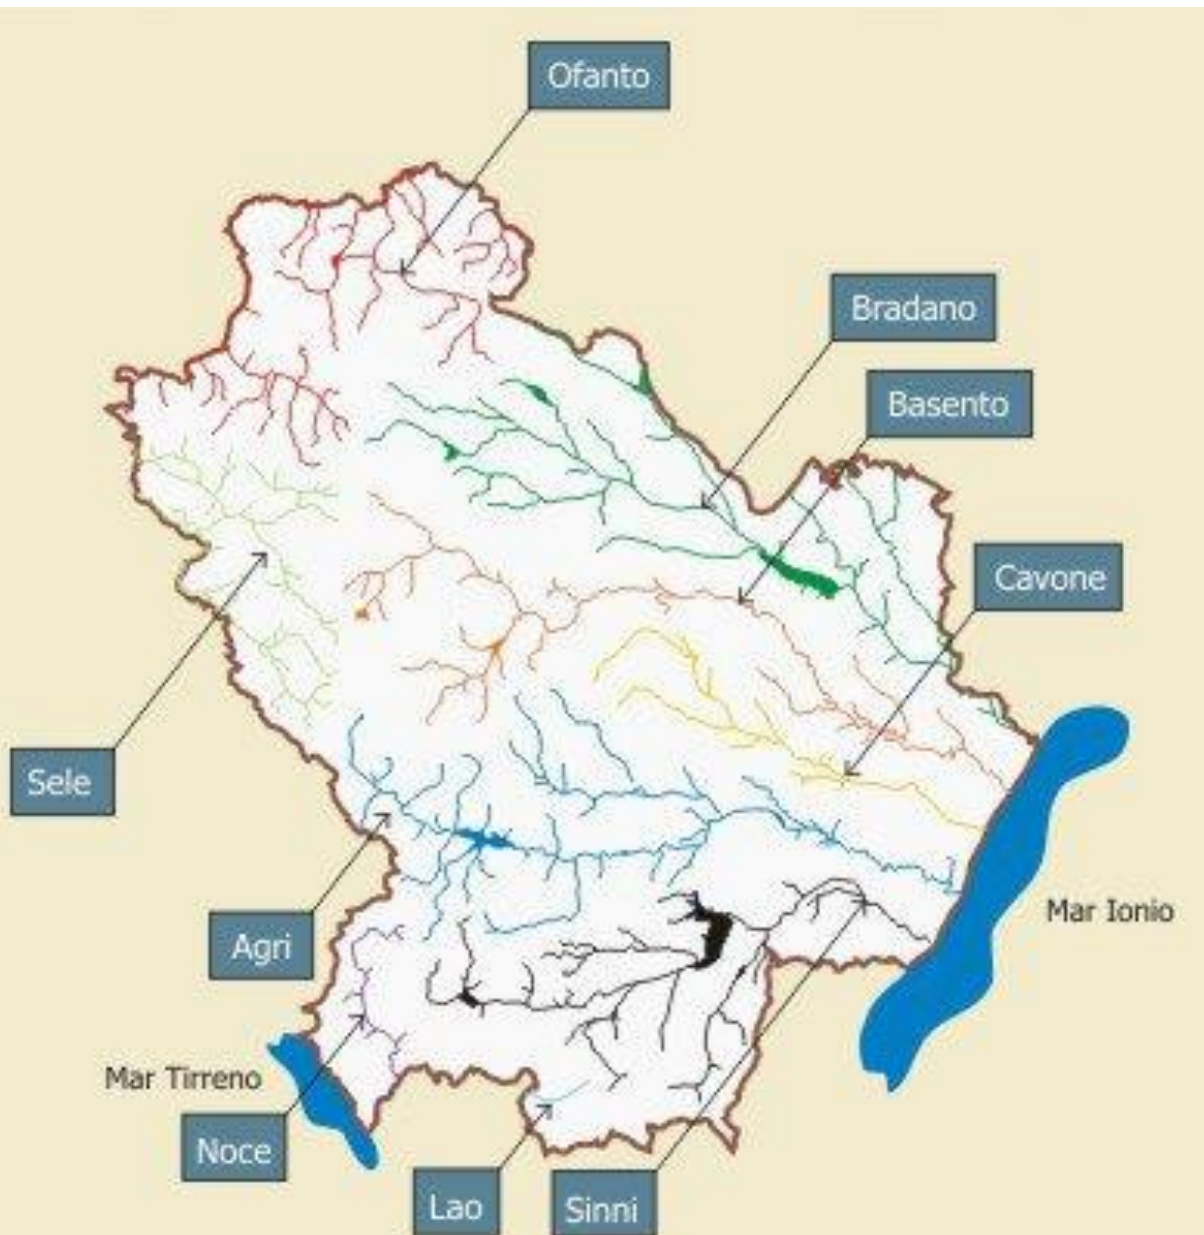 Ofanto
Bradano
Basento
Cavone
Sele
Mar Ionio
Agri
Mar Tirreno
Noce
Lao
Sinni